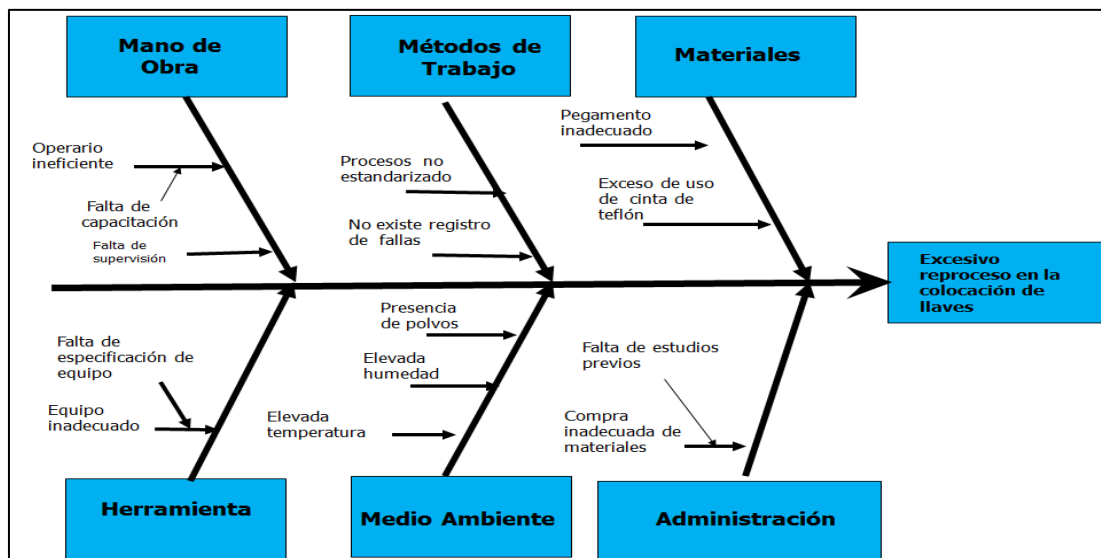 Mano de
Obra
Métodos de
Trabajo
Materiales
Operario
ineficiente
Falta de
capacitación
Falta de
supervisión
Procesos no
estandarizado
No existe registro
de fallas
Pegamento
inadecuado
Exceso de uso
de cinta de
teflón
Excesivo
reproceso en la
colocación de
llaves
Falta de
especificación de
equipo
Equipo
inadecuado
Presencia
de polvos
Elevada
humedad
Elevada
temperatura
Falta de estudios
previos
Compra
inadecuada de
materiales
Herramienta
Medio Ambiente
Administración